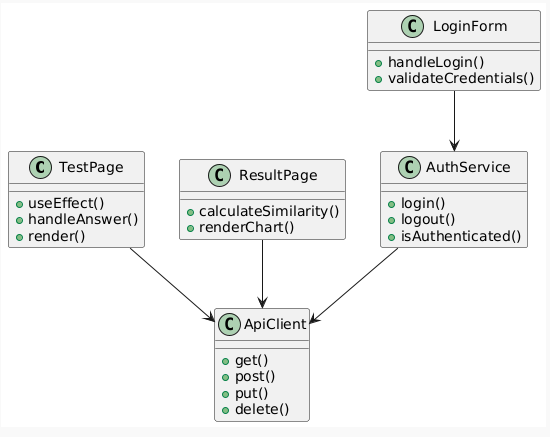 C LoginForm
handleLogin()
validateCredentials()
C TestPage
useEffect()
handleAnswer()
render()
C ResultPage
calculateSimilarity()
renderChart()
C AuthService
login()
logout()
isAuthenticated()
C ApiClient
get()
post()
put()
delete()